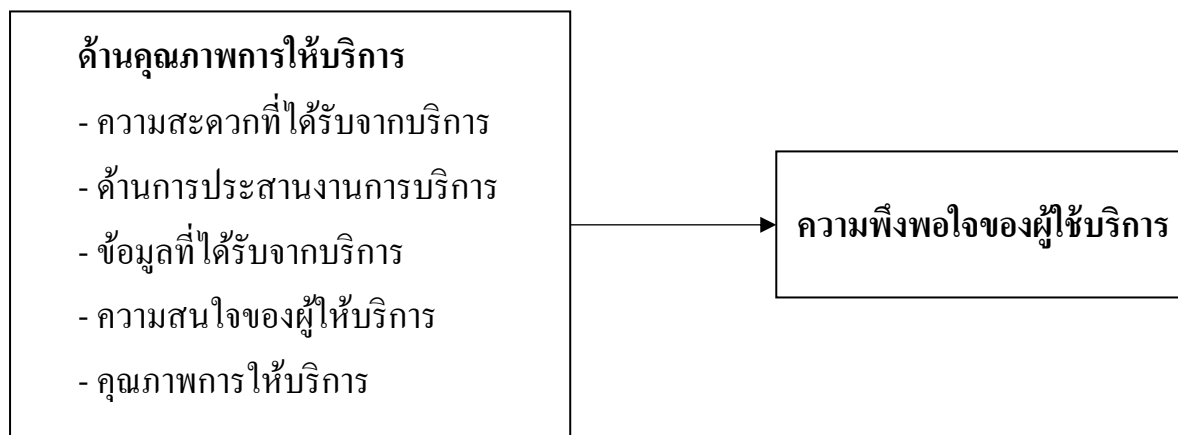 ด้านคุณภาพการให้บริการ
- ความสะดวกที่ได้รับจากบริการ
- ด้านการประสานงานการบริการ
- ข้อมูลที่ได้รับจากบริการ
- ความสนใจของผู้ให้บริการ
- คุณภาพการให้บริการ
ความพึงพอใจของผู้ใช้บริการ